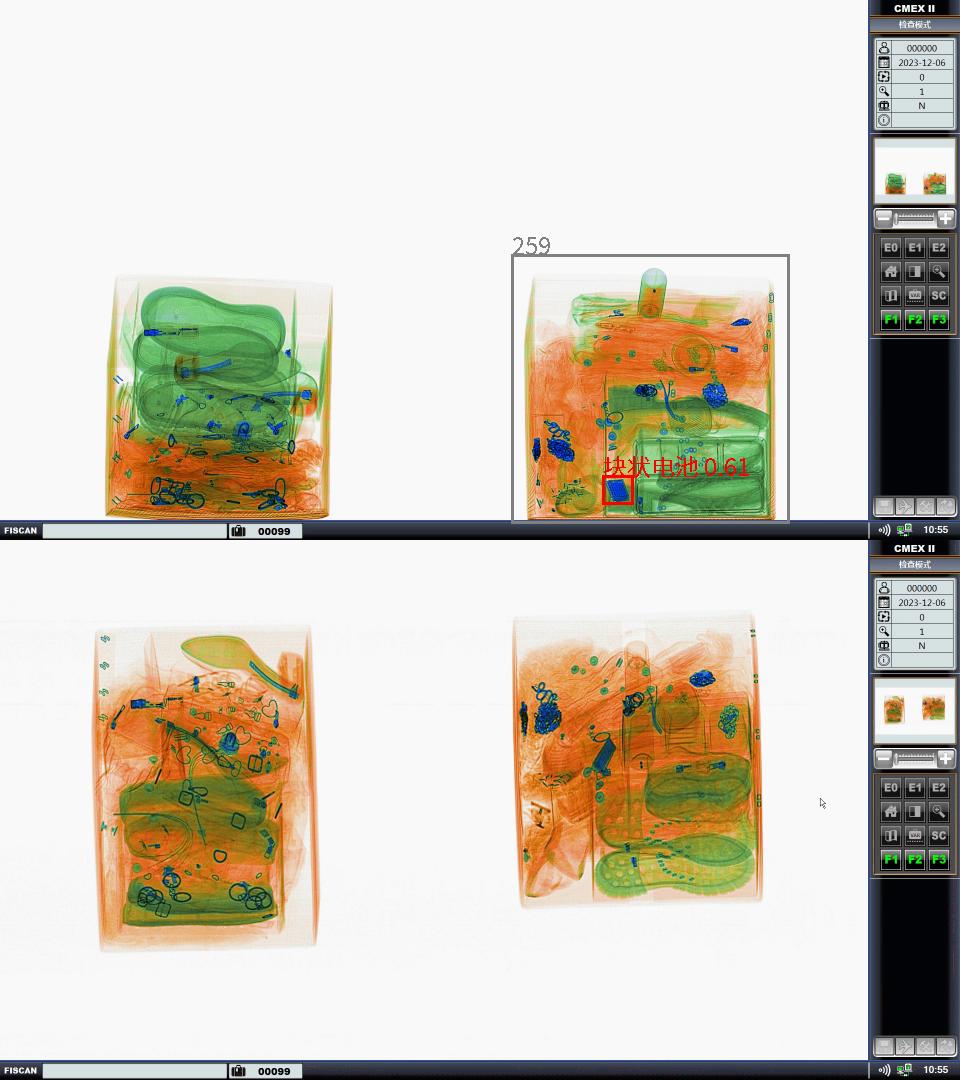 CMEX II
检查模式
000000
2023-12-06
0
1
N
E0 E1 E2
SC
F1 F2 F3
259
块状电池 0.61
FISCAN
00099
10:55
CMEX II
检查模式
000000
2023-12-06
0
1
N
E0 E1 E2
SC
F1 F2 F3
FISCAN
00099
10:55